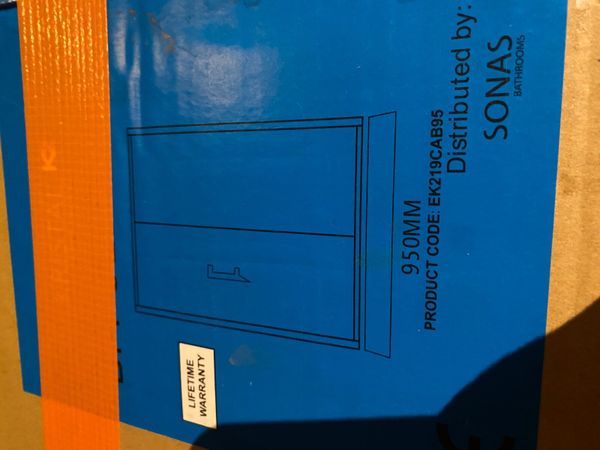 LIFETIME
WARRANTY
950MM
PRODUCT CODE: EK219CAB95
Distributed by:
SONAS
BATHROOMS